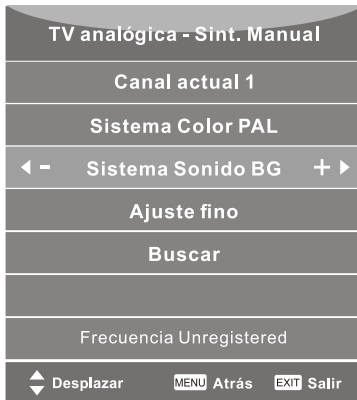 TV analógica - Sint. Manual
Canal actual 1
Sistema Color PAL
- Sistema Sonido BG +
Ajuste fino
Buscar
Frecuencia Unregistered
Desplazar MENU Atrás EXIT Salir